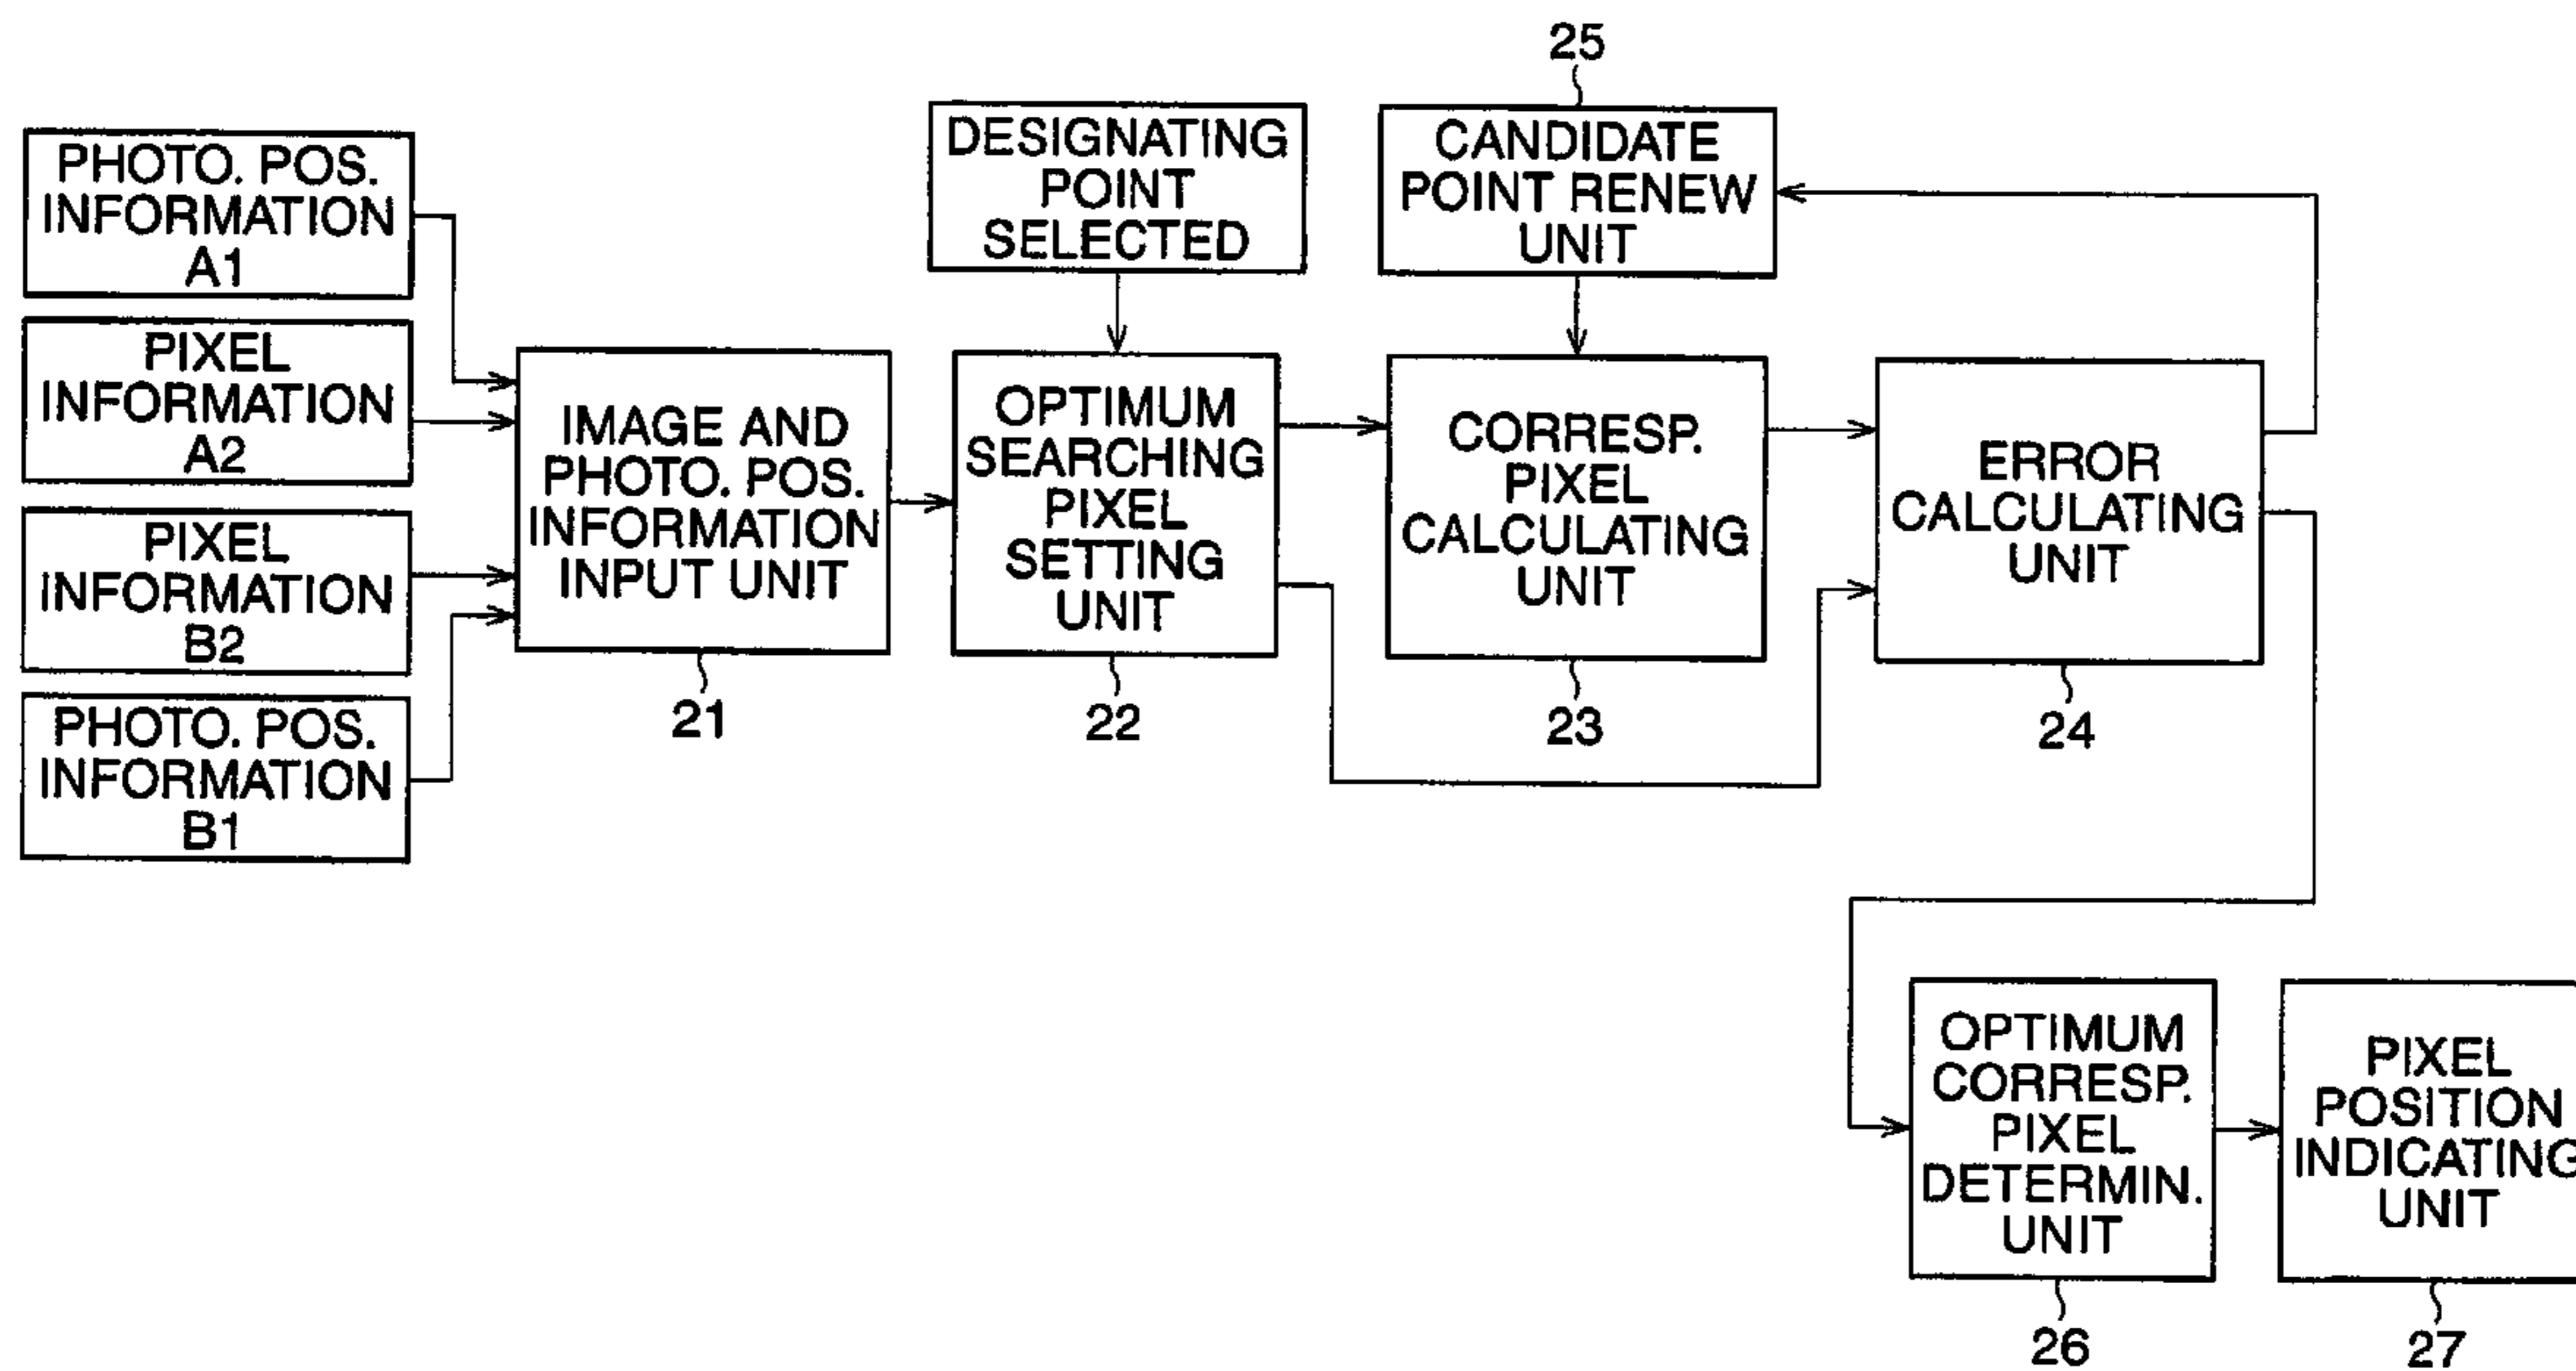 PHOTO. POS.
INFORMATION
A1
PIXEL
INFORMATION
A2
PIXEL
INFORMATION
B2
PHOTO. POS.
INFORMATION
B1
IMAGE AND
PHOTO. POS.
INFORMATION
INPUT UNIT
21
DESIGNATING
POINT
SELECTED
OPTIMUM
SEARCHING
PIXEL
SETTING
UNIT
22
25
CANDIDATE
POINT RENEW
UNIT
CORRESP.
PIXEL
CALCULATING
UNIT
23
ERROR
CALCULATING
UNIT
24
OPTIMUM
CORRESP.
PIXEL
DETERMIN.
UNIT
26
PIXEL
POSITION
INDICATING
UNIT
27